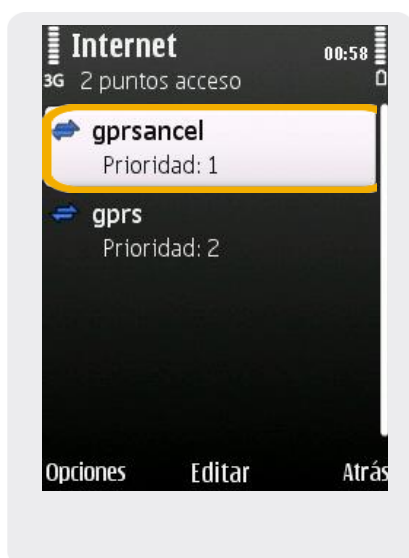 Internet 00:58
3G 2 puntos acceso
gprsancel
Prioridad: 1
gprs
Prioridad: 2
Opciones Editar Atrás